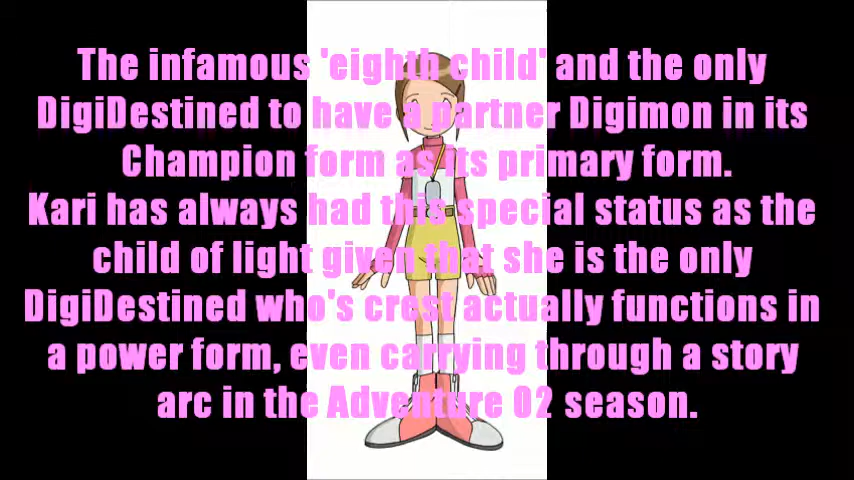 The infamous 'eighth child' and the only
DigiDestined to have a partner Digimon in its
Champion form as its primary form.
Kari has always had this special status as the
child of light given that she is the only
DigiDestined who's crest actually functions in
a power form, even carrying through a story
arc in the Adventure 02 season.